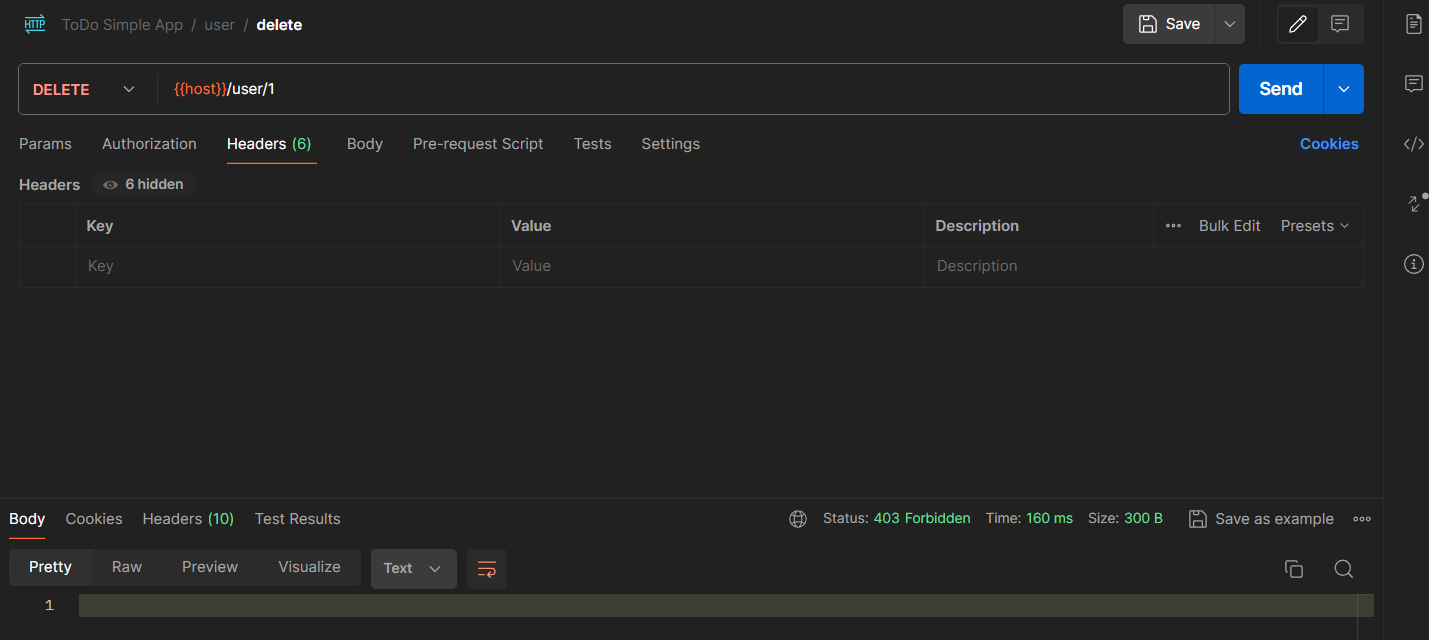 HTTP ToDo Simple App / user / delete Save
DELETE {{host}}/user/1 Send
Params Authorization Headers (6) Body Pre-request Script Tests Settings Cookies
Headers 6 hidden
Key Value Description Bulk Edit Presets
Key Value Description
Body Cookies Headers (10) Test Results Status: 403 Forbidden Time: 160 ms Size: 300 B Save as example
Pretty Raw Preview Visualize Text
1